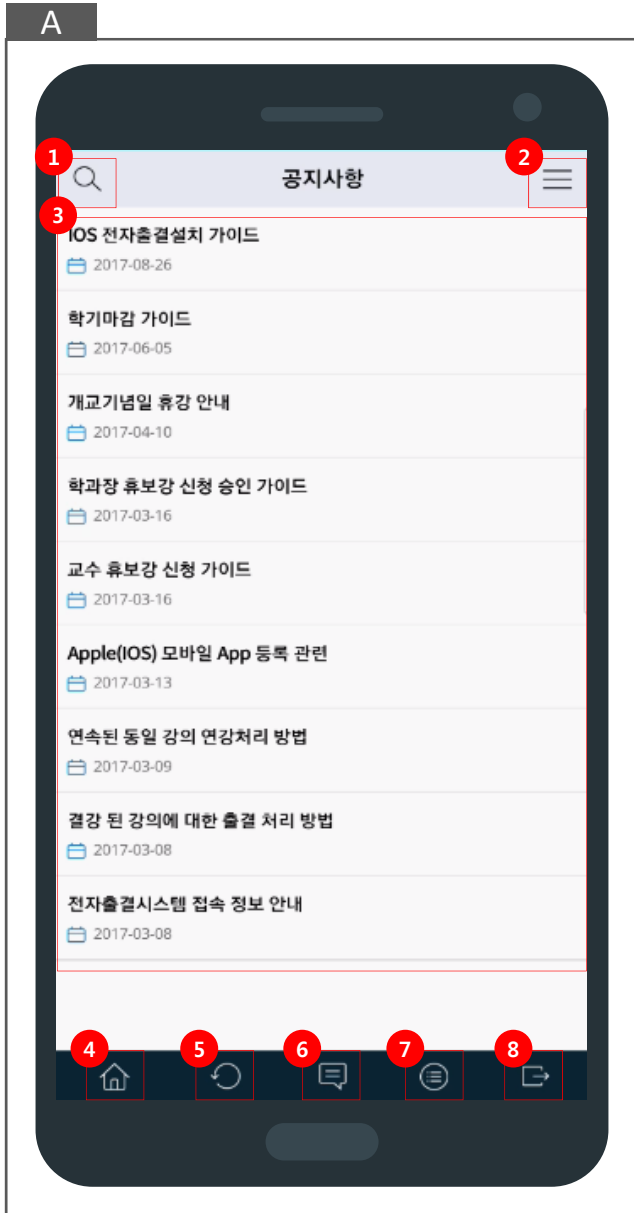 A
1
2
공지사항
3
IOS 전자출결설치 가이드
2017-08-26
학기마감 가이드
2017-06-05
개교기념일 휴강 안내
2017-04-10
학과장 휴보강 신청 승인 가이드
2017-03-16
교수 휴보강 신청 가이드
2017-03-16
Apple(IOS) 모바일 App 등록 관련
2017-03-13
연속된 동일 강의 연강처리 방법
2017-03-09
결강 된 강의에 대한 출결 처리 방법
2017-03-08
전자출결시스템 접속 정보 안내
2017-03-08
4 5 6 7 8